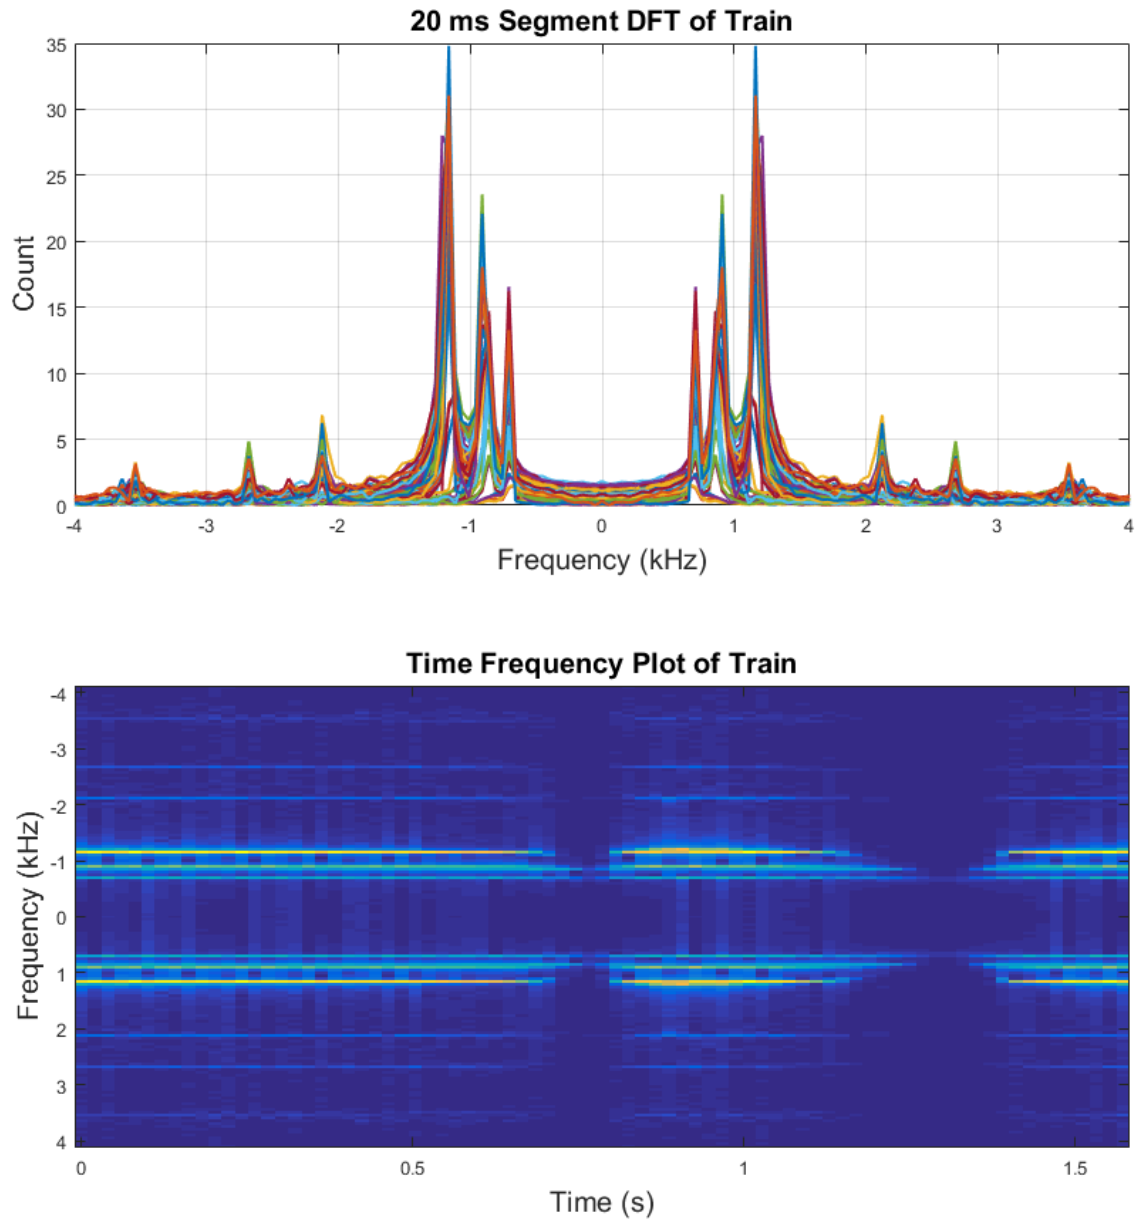 20 ms Segment DFT of Train
35
30
25
20
15
10
5
0
Count
-4 -3 -2 -1 0 1 2 3 4
Frequency (kHz)
Time Frequency Plot of Train
-4
-3
-2
-1
0
1
2
3
4
Frequency (kHz)
0 0.5 1 1.5
Time (s)